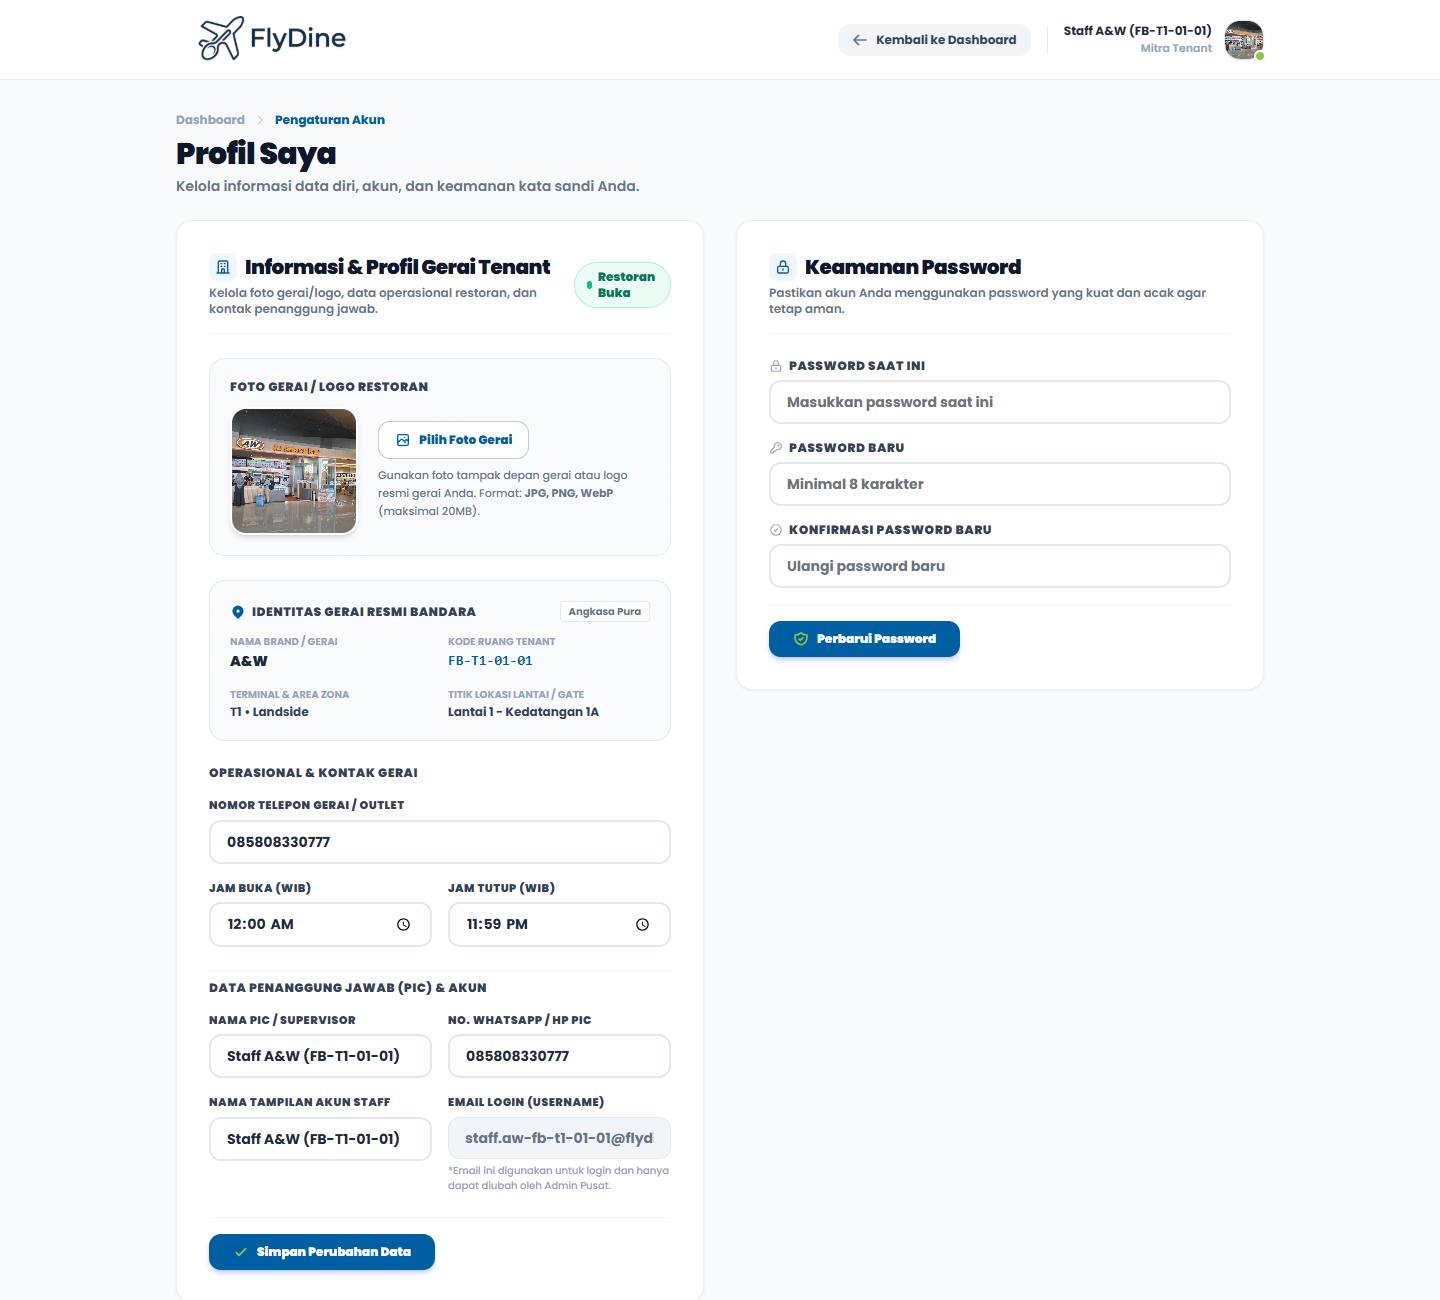 FlyDine
Kembali ke Dashboard
Staff A&W (FB-T1-01-01)
Mitra Tenant
Dashboard
Pengaturan Akun
Profil Saya
Kelola informasi data diri, akun, dan keamanan kata sandi Anda.
Informasi & Profil Gerai Tenant
Kelola foto gerai/logo, data operasional restoran, dan
kontak penanggung jawab.
Restoran
Buka
FOTO GERAI / LOGO RESTORAN
A&W
Pilih Foto Gerai
Gunakan foto tampak depan gerai atau logo
resmi gerai Anda. Format: JPG, PNG, WebP
(maksimal 20MB).
IDENTITAS GERAI RESMI BANDARA
Angkasa Pura
NAMA BRAND / GERAI
A&W
KODE RUANG TENANT
FB-T1-01-01
TERMINAL & AREA ZONA
T1 • Landside
TITIK LOKASI LANTAI / GATE
Lantai 1 - Kedatangan 1A
OPERASIONAL & KONTAK GERAI
NOMOR TELEPON GERAI / OUTLET
085808330777
JAM BUKA (WIB)
12:00 AM
JAM TUTUP (WIB)
11:59 PM
DATA PENANGGUNG JAWAB (PIC) & AKUN
NAMA PIC / SUPERVISOR
Staff A&W (FB-T1-01-01)
NO. WHATSAPP / HP PIC
085808330777
NAMA TAMPILAN AKUN STAFF
Staff A&W (FB-T1-01-01)
EMAIL LOGIN (USERNAME)
staff.aw-fb-t1-01-01@flyd
*Email ini digunakan untuk login dan hanya
dapat diubah oleh Admin Pusat.
Simpan Perubahan Data
Keamanan Password
Pastikan akun Anda menggunakan password yang kuat dan acak agar
tetap aman.
PASSWORD SAAT INI
Masukkan password saat ini
PASSWORD BARU
Minimal 8 karakter
KONFIRMASI PASSWORD BARU
Ulangi password baru
Perbarui Password